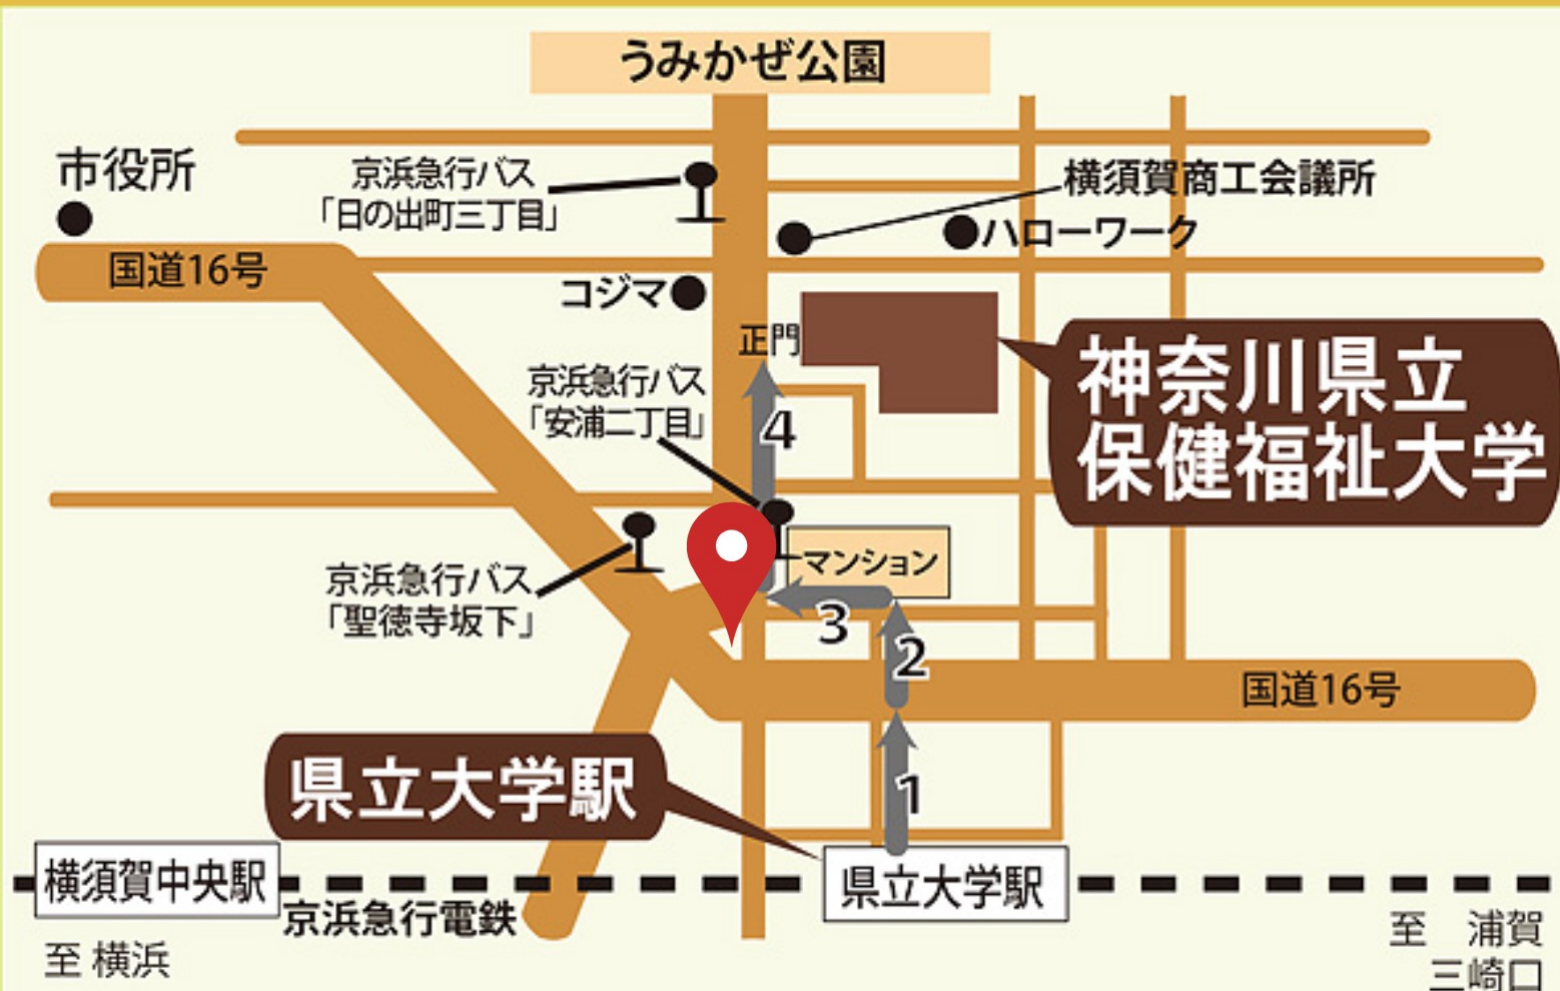 うみかぜ公園
市役所
京浜急行バス
「日の出町三丁目」
横須賀商工会議所
ハローワーク
国道16号
コジマ
正門
神奈川県立
保健福祉大学
京浜急行バス
「安浦二丁目」
4
マンション
京浜急行バス
「聖徳寺坂下」
3
2
国道16号
県立大学駅
1
横須賀中央駅
京浜急行電鉄
県立大学駅
至 横浜
至 浦賀
三崎口